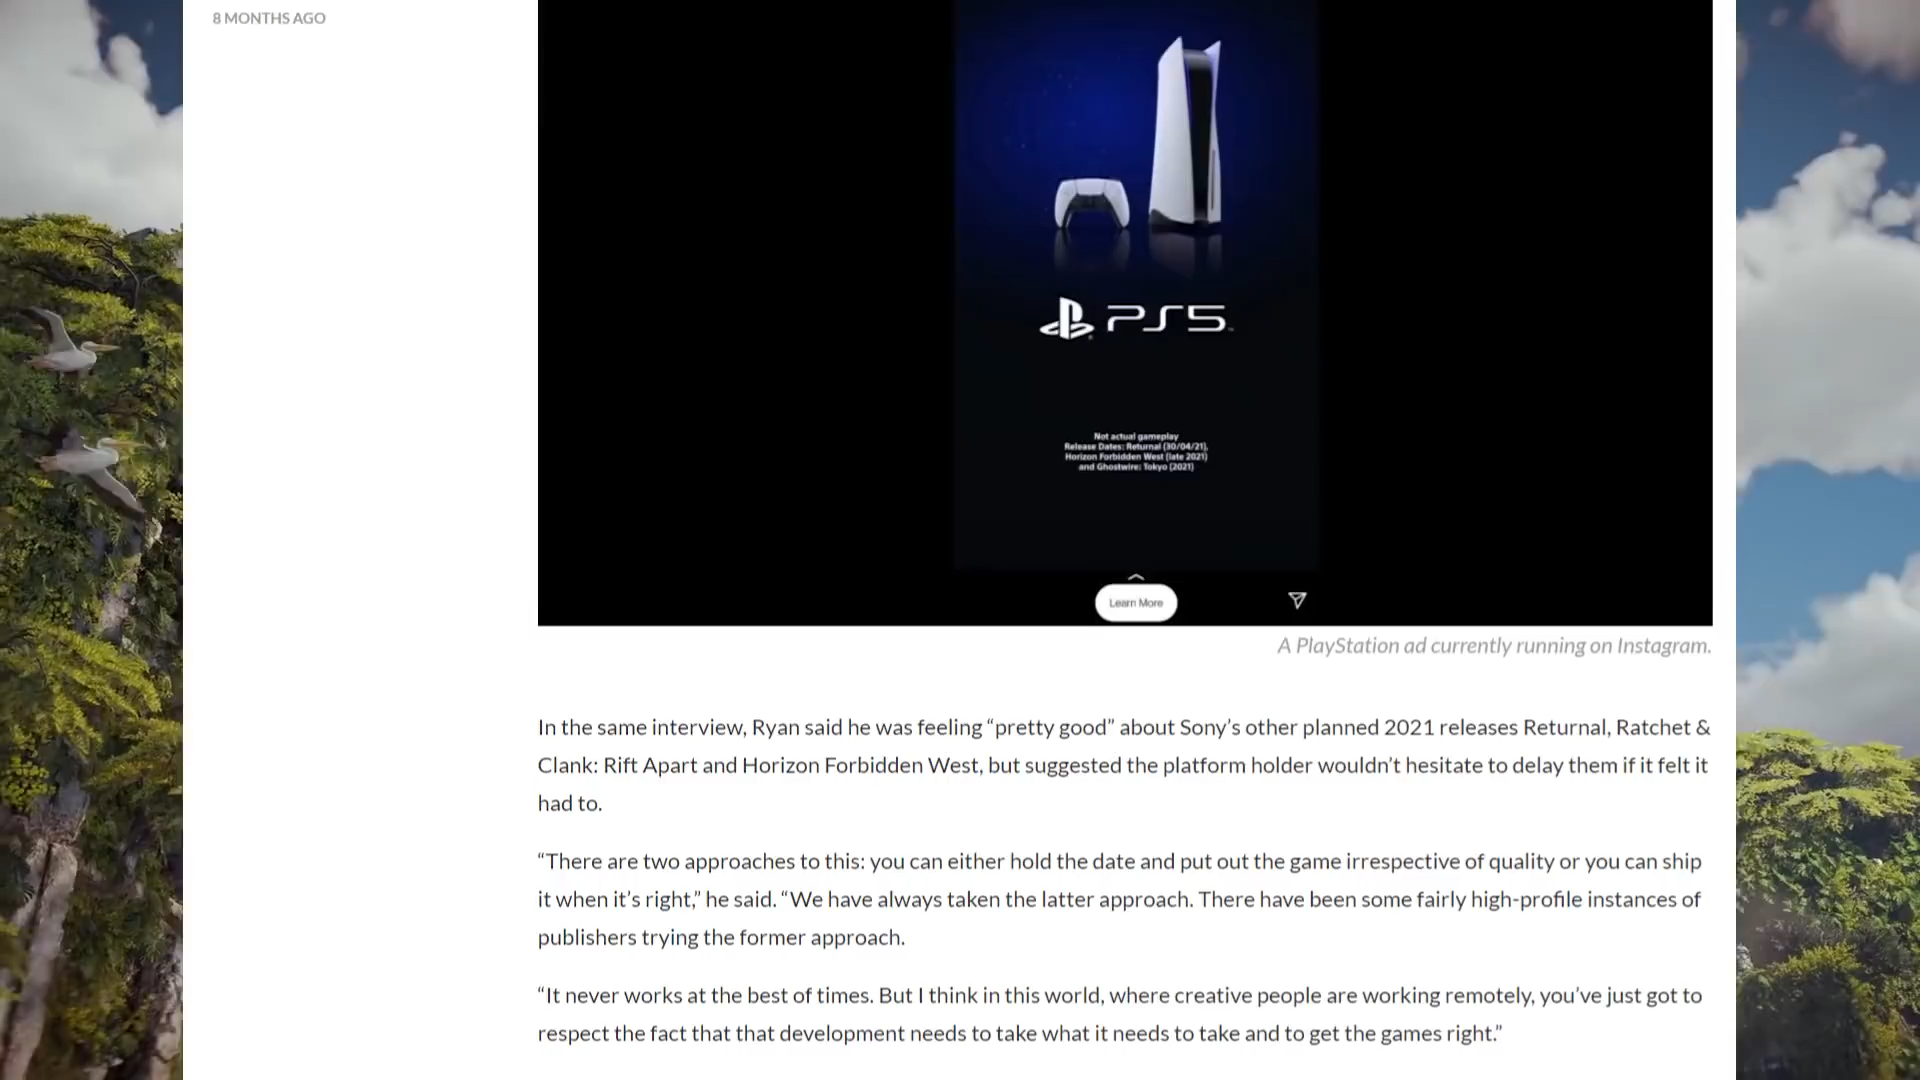 8 MONTHS AGO
PS5
Not actual gameplay
Release Dates: Returnal (30/04/21),
Horizon Forbidden West (late 2021)
and Ghostwire: Tokyo (2021)
Learn More
A PlayStation ad currently running on Instagram.
In the same interview, Ryan said he was feeling “pretty good” about Sony’s other planned 2021 releases Returnal, Ratchet &
Clank: Rift Apart and Horizon Forbidden West, but suggested the platform holder wouldn’t hesitate to delay them if it felt it
had to.
“There are two approaches to this: you can either hold the date and put out the game irrespective of quality or you can ship
it when it’s right,” he said. “We have always taken the latter approach. There have been some fairly high-profile instances of
publishers trying the former approach.
“It never works at the best of times. But I think in this world, where creative people are working remotely, you’ve just got to
respect the fact that that development needs to take what it needs to take and to get the games right.”